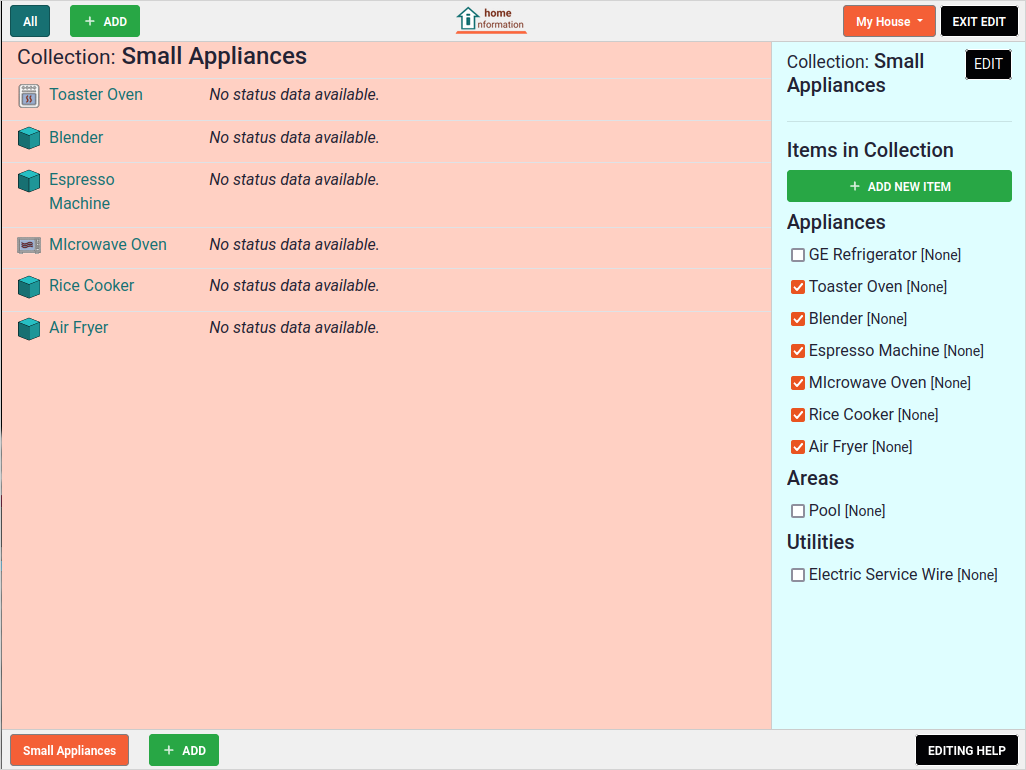 All
+ ADD
home
nformation
My House
EXIT EDIT
Collection: Small Appliances
Toaster Oven No status data available.
Blender No status data available.
Espresso No status data available.
Machine
MIcrowave Oven No status data available.
Rice Cooker No status data available.
Air Fryer No status data available.
Collection: Small
Appliances
EDIT
Items in Collection
+ ADD NEW ITEM
Appliances
GE Refrigerator [None]
Toaster Oven [None]
Blender [None]
Espresso Machine [None]
MIcrowave Oven [None]
Rice Cooker [None]
Air Fryer [None]
Areas
Pool [None]
Utilities
Electric Service Wire [None]
Small Appliances
+ ADD
EDITING HELP